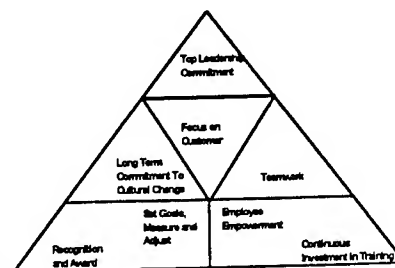 Top Leadership
Commitment
Focus on
Customer
Long Term
Commitment To
Cultural Change
Teamwork
Set Goals,
Measure and
Adjust
Employee
Empowerment
Recognition
and Award
Continuous
Investment In Training